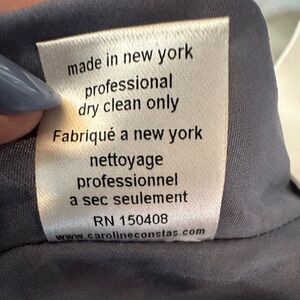 made in new york
professional
dry clean only
Fabriqué a new york
nettoyage
professionnel
a sec seulement
RN 150408
www.carolineconstas.com